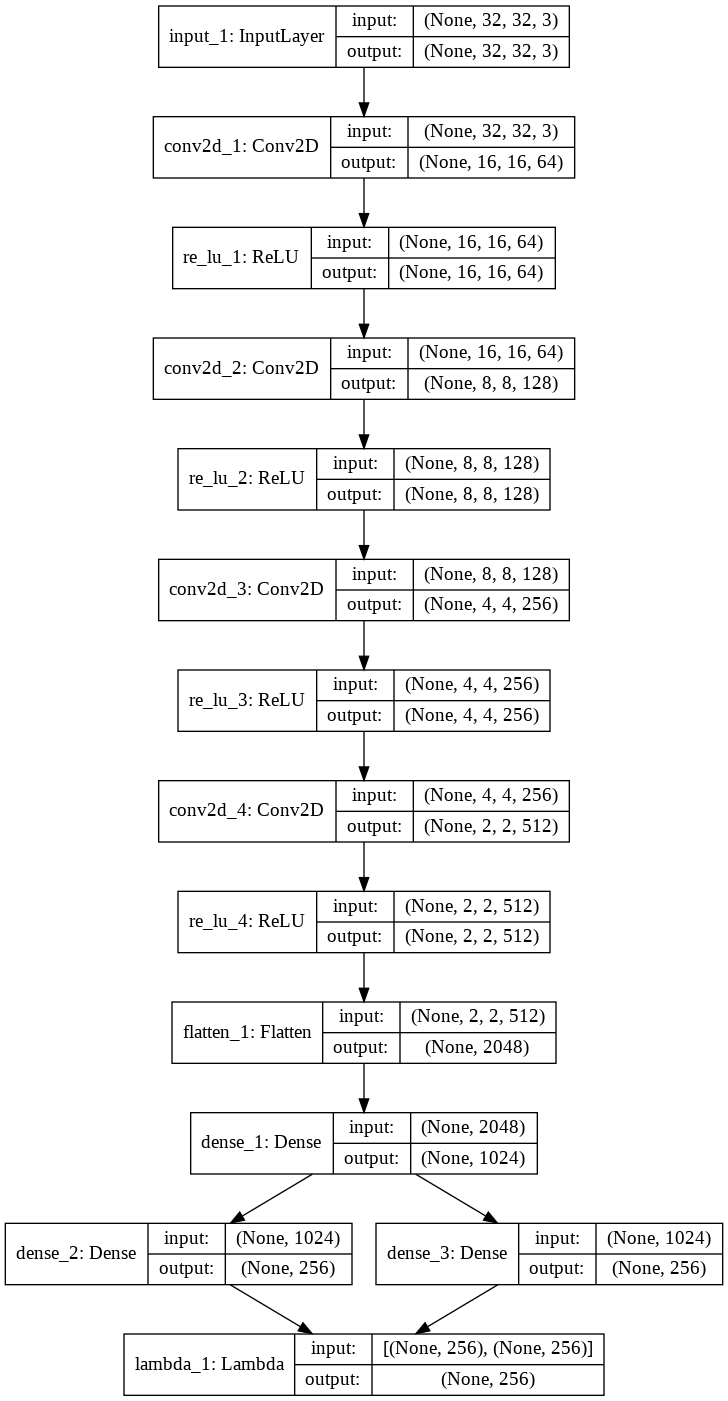 input_1: InputLayer
input: (None, 32, 32, 3)
output: (None, 32, 32, 3)
conv2d_1: Conv2D
input: (None, 32, 32, 3)
output: (None, 16, 16, 64)
re_lu_1: ReLU
input: (None, 16, 16, 64)
output: (None, 16, 16, 64)
conv2d_2: Conv2D
input: (None, 16, 16, 64)
output: (None, 8, 8, 128)
re_lu_2: ReLU
input: (None, 8, 8, 128)
output: (None, 8, 8, 128)
conv2d_3: Conv2D
input: (None, 8, 8, 128)
output: (None, 4, 4, 256)
re_lu_3: ReLU
input: (None, 4, 4, 256)
output: (None, 4, 4, 256)
conv2d_4: Conv2D
input: (None, 4, 4, 256)
output: (None, 2, 2, 512)
re_lu_4: ReLU
input: (None, 2, 2, 512)
output: (None, 2, 2, 512)
flatten_1: Flatten
input: (None, 2, 2, 512)
output: (None, 2048)
dense_1: Dense
input: (None, 2048)
output: (None, 1024)
dense_2: Dense
input: (None, 1024)
output: (None, 256)
dense_3: Dense
input: (None, 1024)
output: (None, 256)
lambda_1: Lambda
input: [(None, 256), (None, 256)]
output: (None, 256)